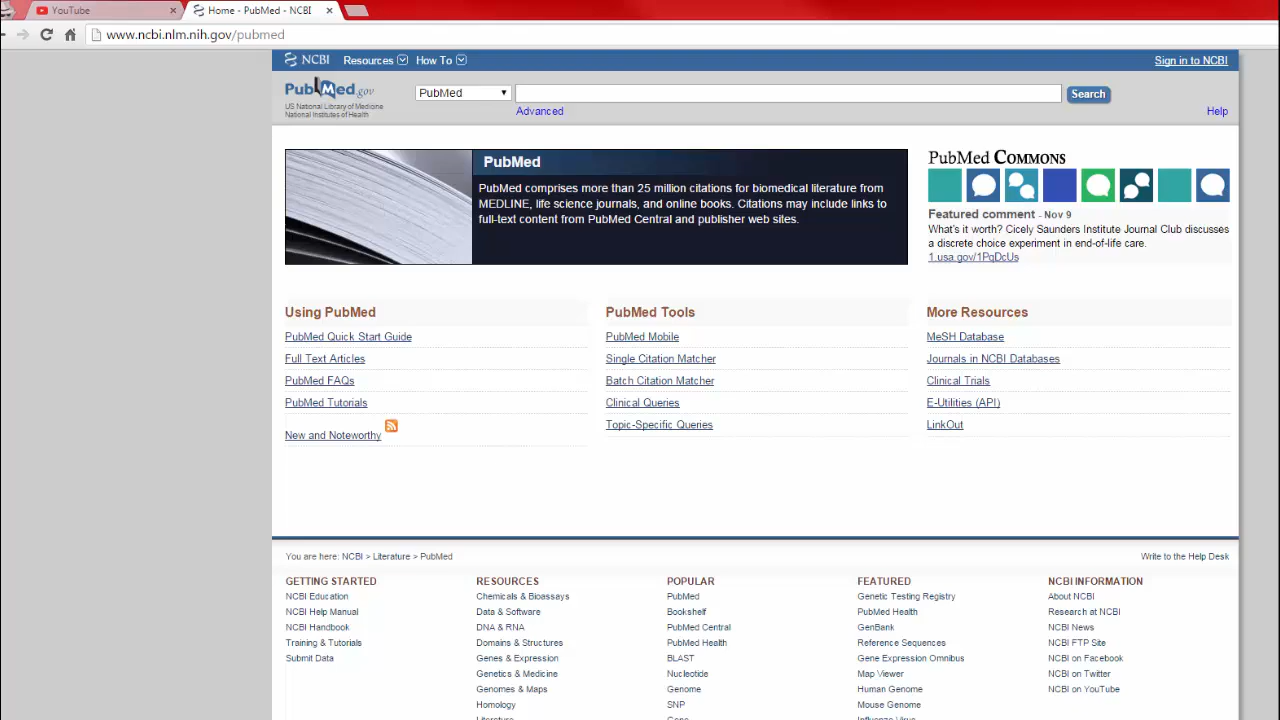 YouTube
Home - PubMed - NCBI
www.ncbi.nlm.nih.gov/pubmed
NCBI Resources How To Sign in to NCBI
PubMed.gov
US National Library of Medicine
National Institutes of Health
PubMed
Search
Advanced
Help
PubMed
PubMed comprises more than 25 million citations for biomedical literature from
MEDLINE, life science journals, and online books. Citations may include links to
full-text content from PubMed Central and publisher web sites.
PubMed Commons
Featured comment - Nov 9
What's it worth? Cicely Saunders Institute Journal Club discusses
a discrete choice experiment in end-of-life care.
1.usa.gov/1PqDcUs
Using PubMed
PubMed Quick Start Guide
Full Text Articles
PubMed FAQs
PubMed Tutorials
New and Noteworthy
PubMed Tools
PubMed Mobile
Single Citation Matcher
Batch Citation Matcher
Clinical Queries
Topic-Specific Queries
More Resources
MeSH Database
Journals in NCBI Databases
Clinical Trials
E-Utilities (API)
LinkOut
You are here: NCBI > Literature > PubMed
Write to the Help Desk
GETTING STARTED
NCBI Education
NCBI Help Manual
NCBI Handbook
Training & Tutorials
Submit Data
RESOURCES
Chemicals & Bioassays
Data & Software
DNA & RNA
Domains & Structures
Genes & Expression
Genetics & Medicine
Genomes & Maps
Homology
Literature
POPULAR
PubMed
Bookshelf
PubMed Central
PubMed Health
BLAST
Nucleotide
Genome
SNP
Gene
FEATURED
Genetic Testing Registry
PubMed Health
GenBank
Reference Sequences
Gene Expression Omnibus
Map Viewer
Human Genome
Mouse Genome
Influenza Virus
NCBI INFORMATION
About NCBI
Research at NCBI
NCBI News
NCBI FTP Site
NCBI on Facebook
NCBI on Twitter
NCBI on YouTube